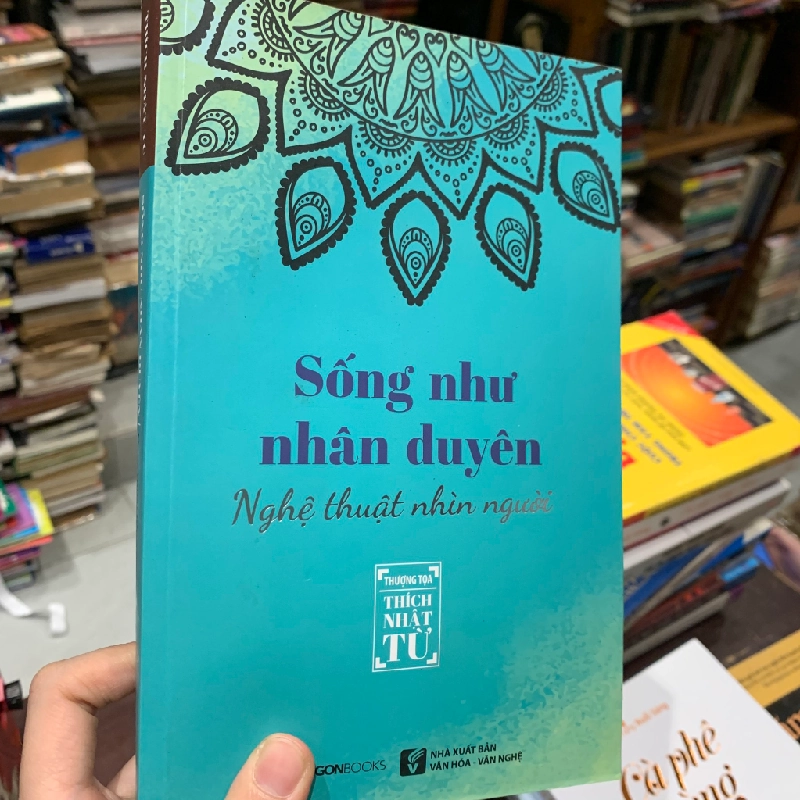 Sống như
nhân duyên
Nghệ thuật nhìn người
THƯỢNG TỌA
THÍCH
NHẬT
TỪ
GONBOOKS
NHÀ XUẤT BẢN
VĂN HÓA - VĂN NGHỆ
Cà phê